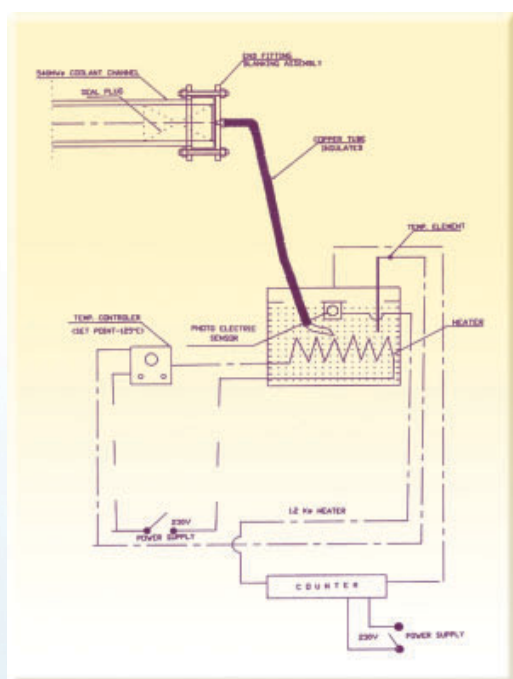 END FITTING
BLANKING ASSEMBLY
540MWe COOLANT CHANNEL
SEAL PLUG
COPPER TUBE
INSULATED
TEMP. ELEMENT
TEMP. CONTROLER
(SET POINT-125°C)
PHOTO ELECTRIC
SENSOR
HEATER
1.2 KW HEATER
230V
POWER SUPPLY
COUNTER
230V
POWER SUPPLY